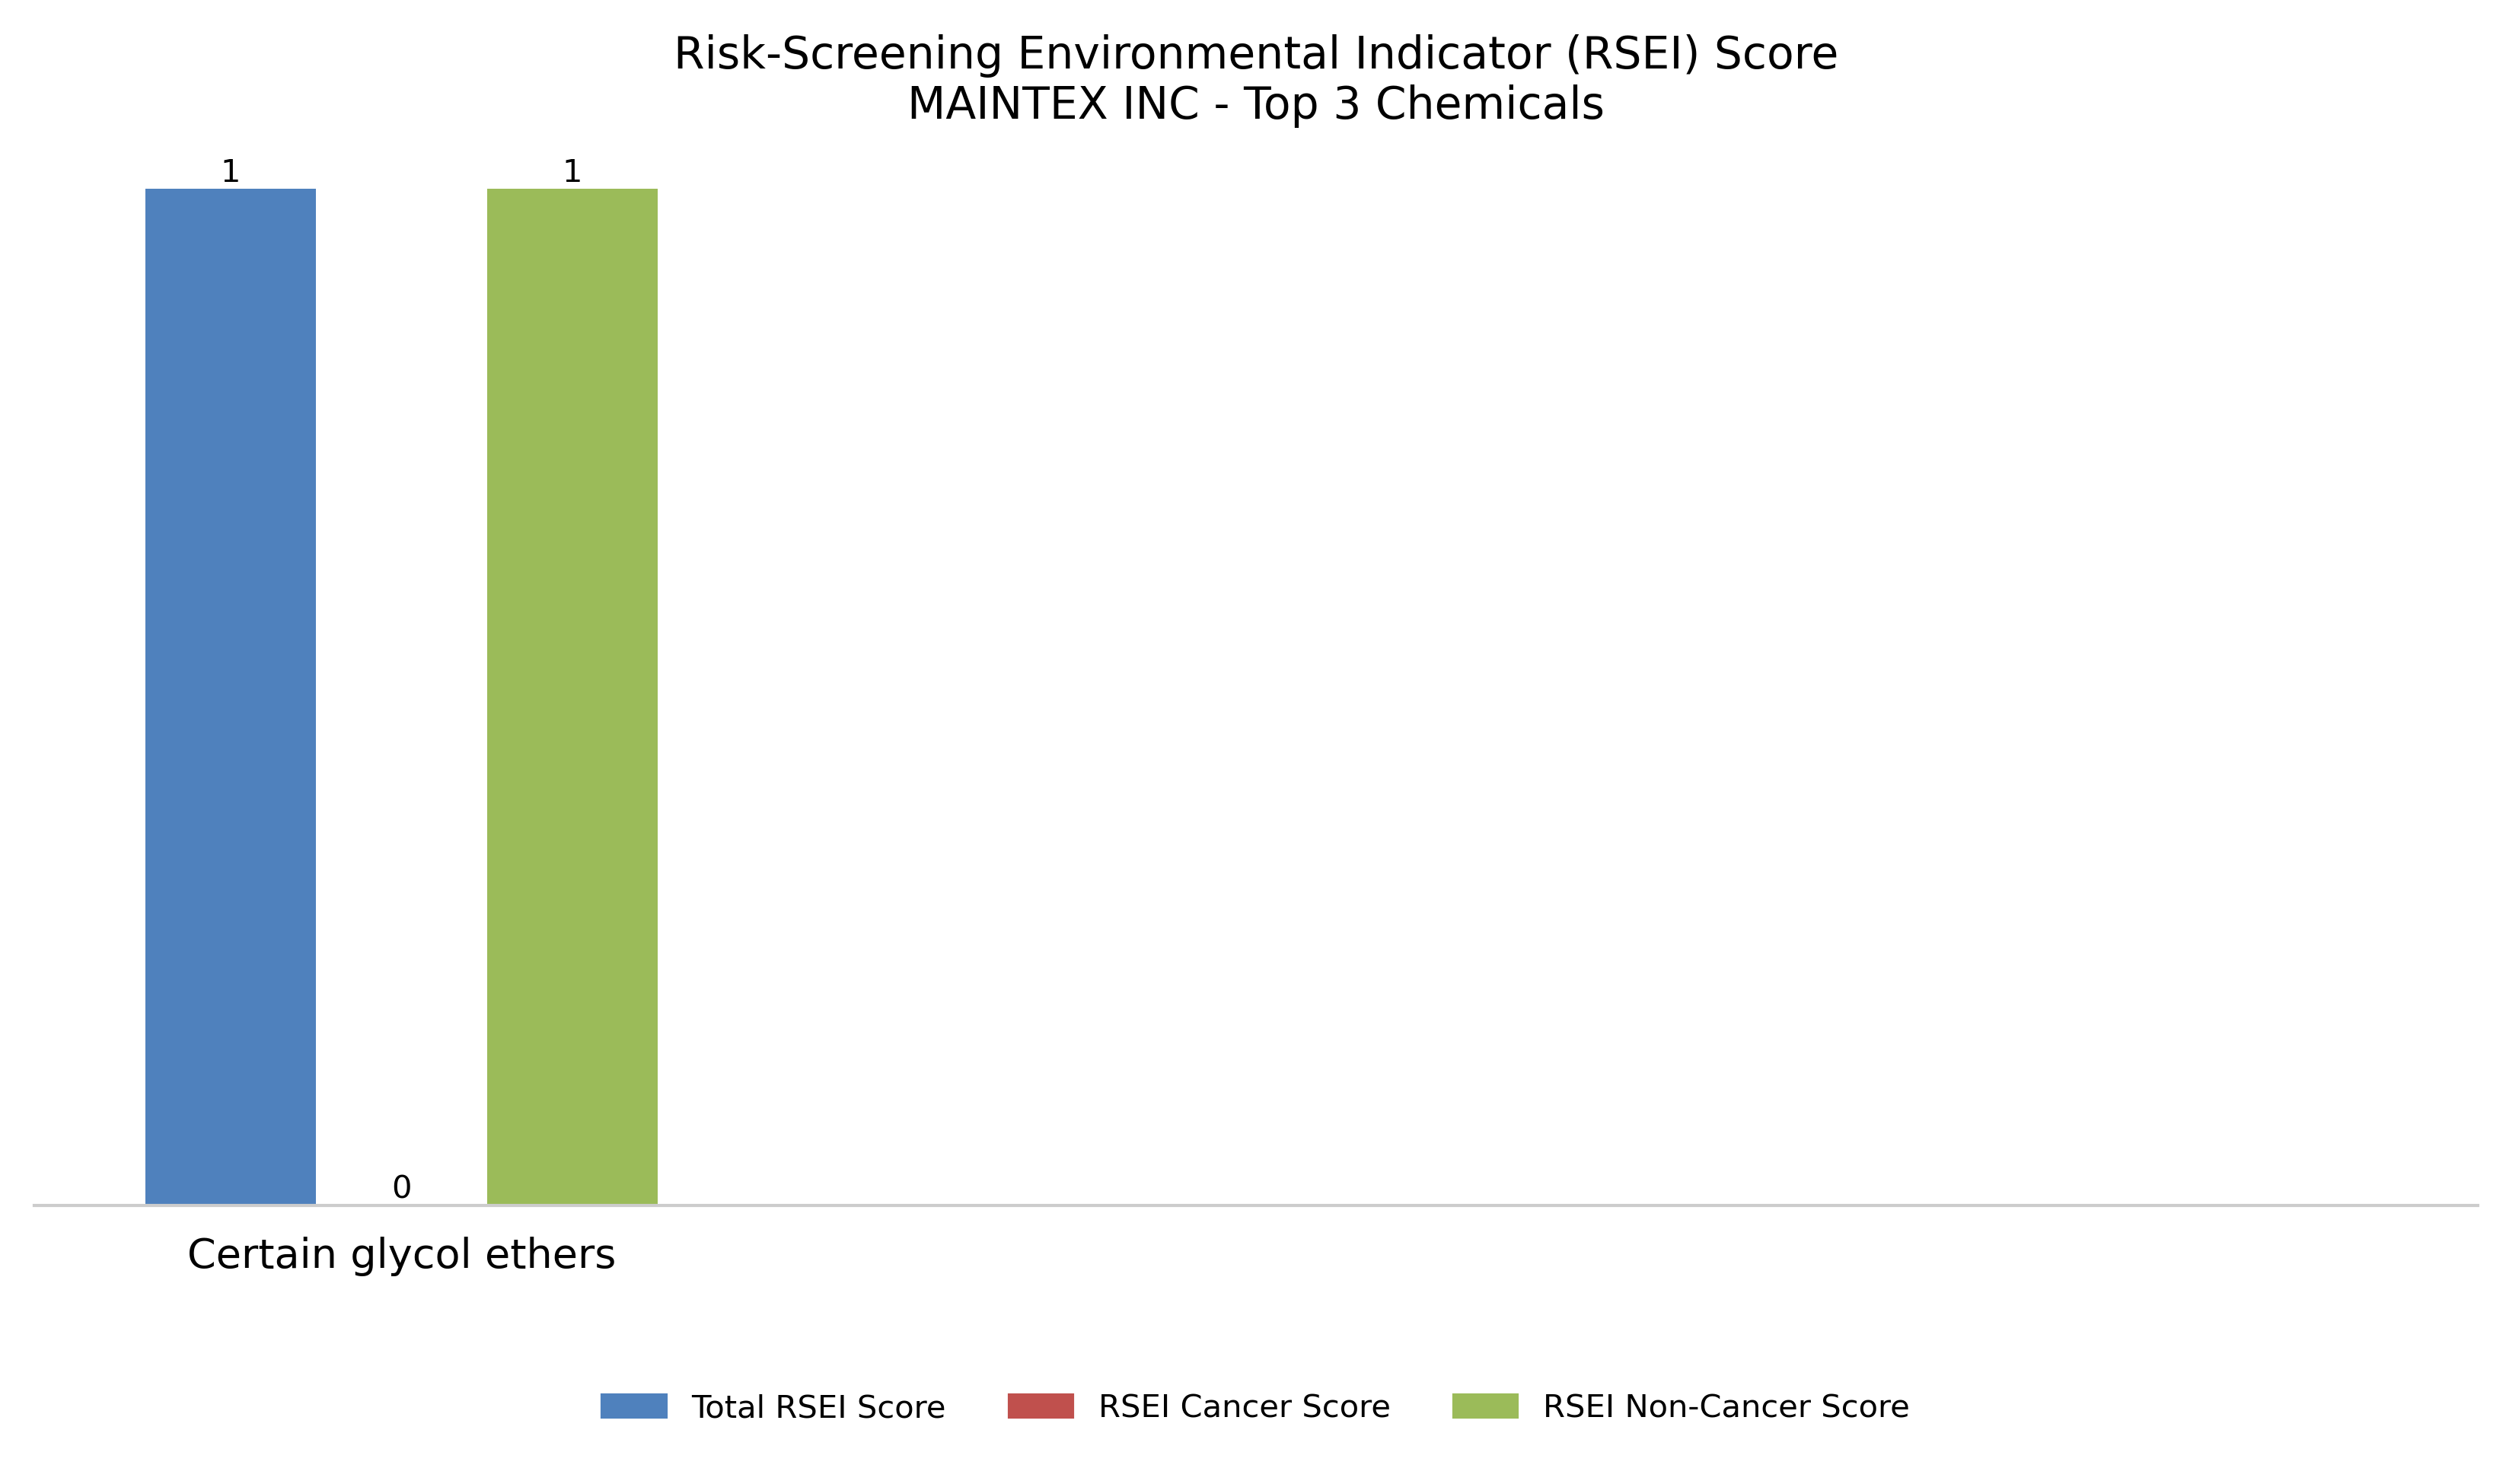 Risk-Screening Environmental Indicator (RSEI) Score
MAINTEX INC - Top 3 Chemicals
1
1
0
Certain glycol ethers
Total RSEI Score
RSEI Cancer Score
RSEI Non-Cancer Score